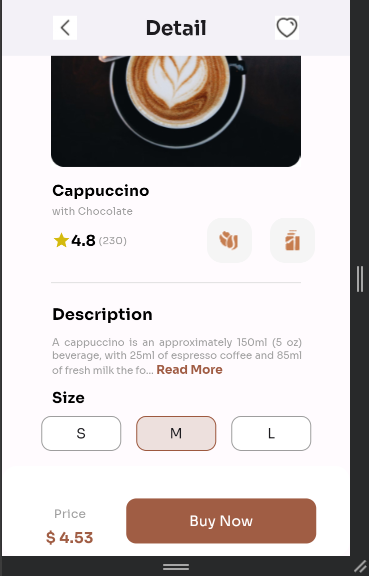 Detail
Cappuccino
with Chocolate
4.8 (230)
Description
A cappuccino is an approximately 150ml (5 oz)
beverage, with 25ml of espresso coffee and 85ml
of fresh milk the fo... Read More
Size
S M L
Price
$ 4.53
Buy Now